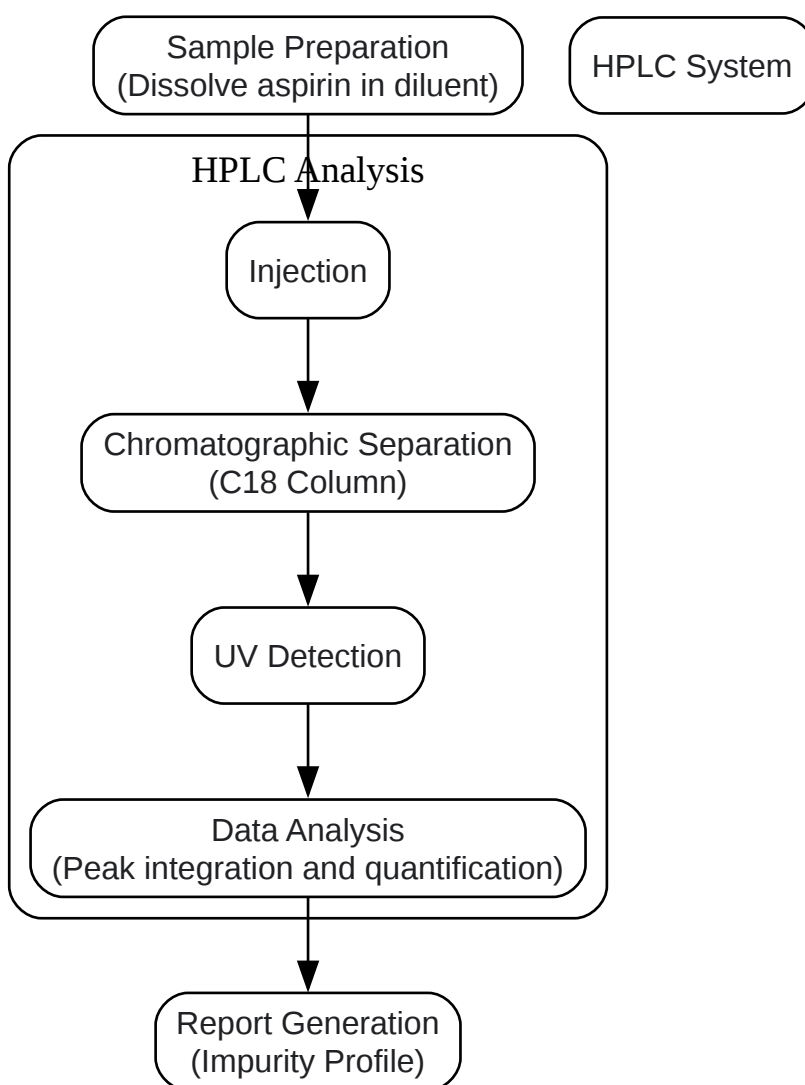 Sample Preparation
(Dissolve aspirin in diluent)
HPLC System
HPLC Analysis
Injection
Chromatographic Separation
(C18 Column)
UV Detection
Data Analysis
(Peak integration and quantification)
Report Generation
(Impurity Profile)